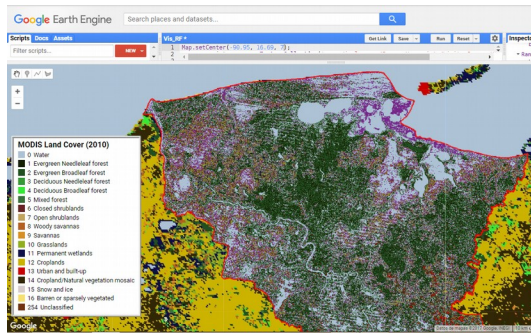 Google Earth Engine
Search places and datasets...
Scripts Docs Assets
Filter scripts...
NEW
Vis_RF *
Get Link Save Run Reset
1 Map.setCenter(-90.95, 18.09, 7);
Inspector
MODIS Land Cover (2010)
0 Water
1 Evergreen Needleleaf forest
2 Evergreen Broadleaf forest
3 Deciduous Needleleaf forest
4 Deciduous Broadleaf forest
5 Mixed forest
6 Closed shrublands
7 Open shrublands
8 Woody savannas
9 Savannas
10 Grasslands
11 Permanent wetlands
12 Croplands
13 Urban and built-up
14 Cropland/Natural vegetation mosaic
15 Snow and ice
16 Barren or sparsely vegetated
254 Unclassified
Google